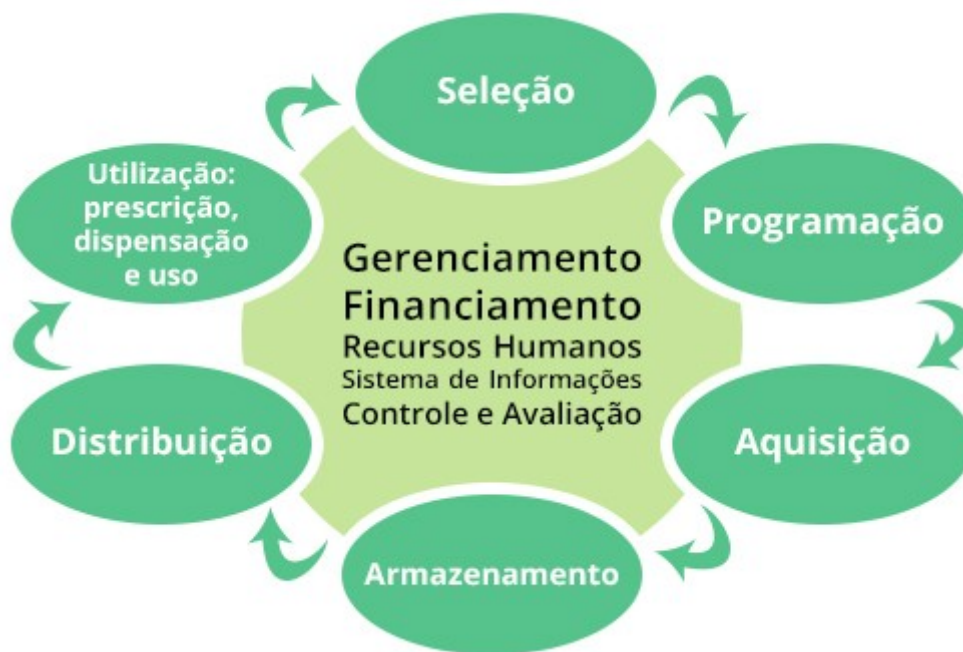 Seleção
Programação
Aquisição
Armazenamento
Distribuição
Utilização:
prescrição,
dispensação
e uso
Gerenciamento
Financiamento
Recursos Humanos
Sistema de Informações
Controle e Avaliação